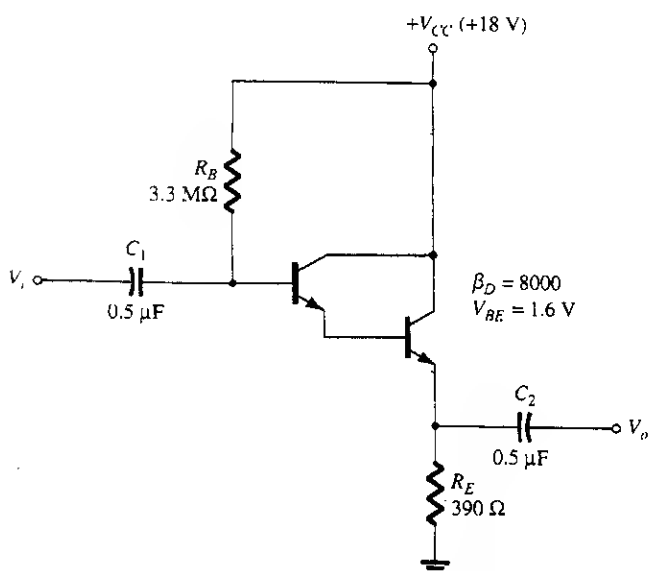 +V_CC (+18 V)
R_B
3.3 MΩ
C_1
V_i
0.5 µF
β_D = 8000
V_BE = 1.6 V
C_2
V_o
0.5 µF
R_E
390 Ω